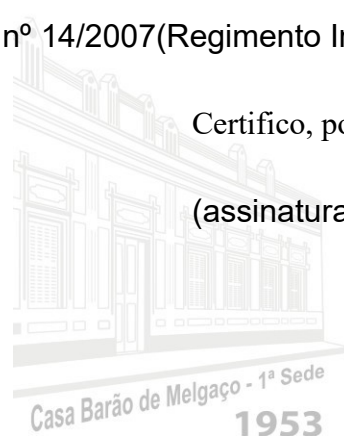 nº 14/2007(Regimento In
Certifico, po
(assinatura
Casa Barão de Melgaço - 1ª Sede
1953